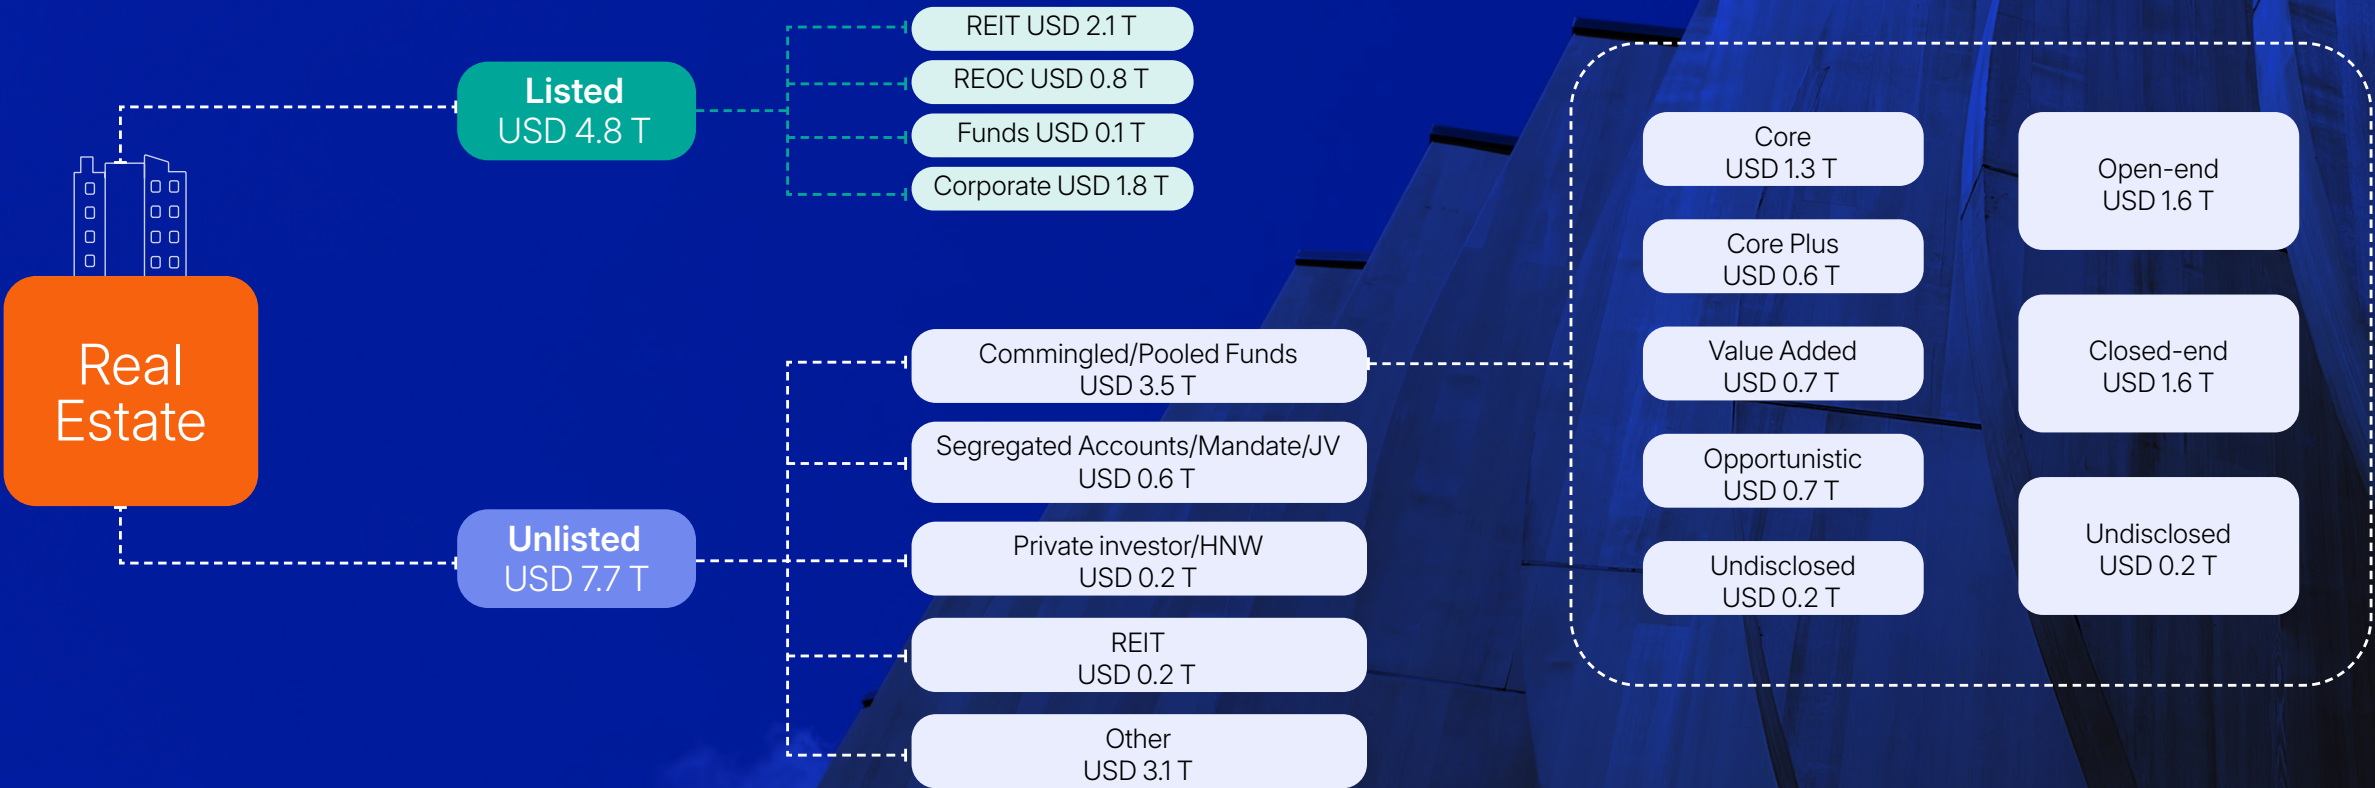 Real
Estate
Listed
USD 4.8 T
REIT USD 2.1 T
REOC USD 0.8 T
Funds USD 0.1 T
Corporate USD 1.8 T
Unlisted
USD 7.7 T
Commingled/Pooled Funds
USD 3.5 T
Segregated Accounts/Mandate/JV
USD 0.6 T
Private investor/HNW
USD 0.2 T
REIT
USD 0.2 T
Other
USD 3.1 T
Core
USD 1.3 T
Core Plus
USD 0.6 T
Value Added
USD 0.7 T
Opportunistic
USD 0.7 T
Undisclosed
USD 0.2 T
Open-end
USD 1.6 T
Closed-end
USD 1.6 T
Undisclosed
USD 0.2 T